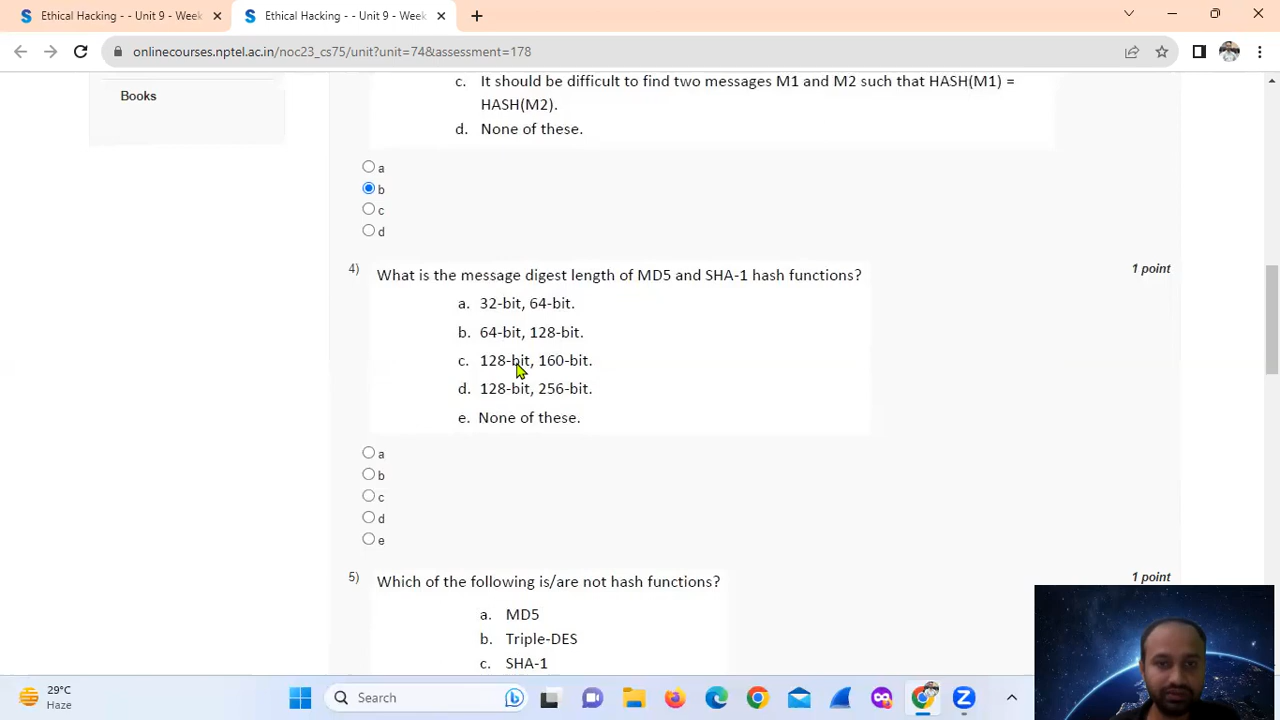 Ethical Hacking - - Unit 9 - Week
Ethical Hacking - - Unit 9 - Week
onlinecourses.nptel.ac.in/noc23_cs75/unit?unit=74&assessment=178
Books
c. It should be difficult to find two messages M1 and M2 such that HASH(M1) =
HASH(M2).
d. None of these.
a
b
c
d
4) What is the message digest length of MD5 and SHA-1 hash functions? 1 point
a. 32-bit, 64-bit.
b. 64-bit, 128-bit.
c. 128-bit, 160-bit.
d. 128-bit, 256-bit.
e. None of these.
a
b
c
d
e
5) Which of the following is/are not hash functions? 1 point
a. MD5
b. Triple-DES
c. SHA-1
29°C
Haze
Search